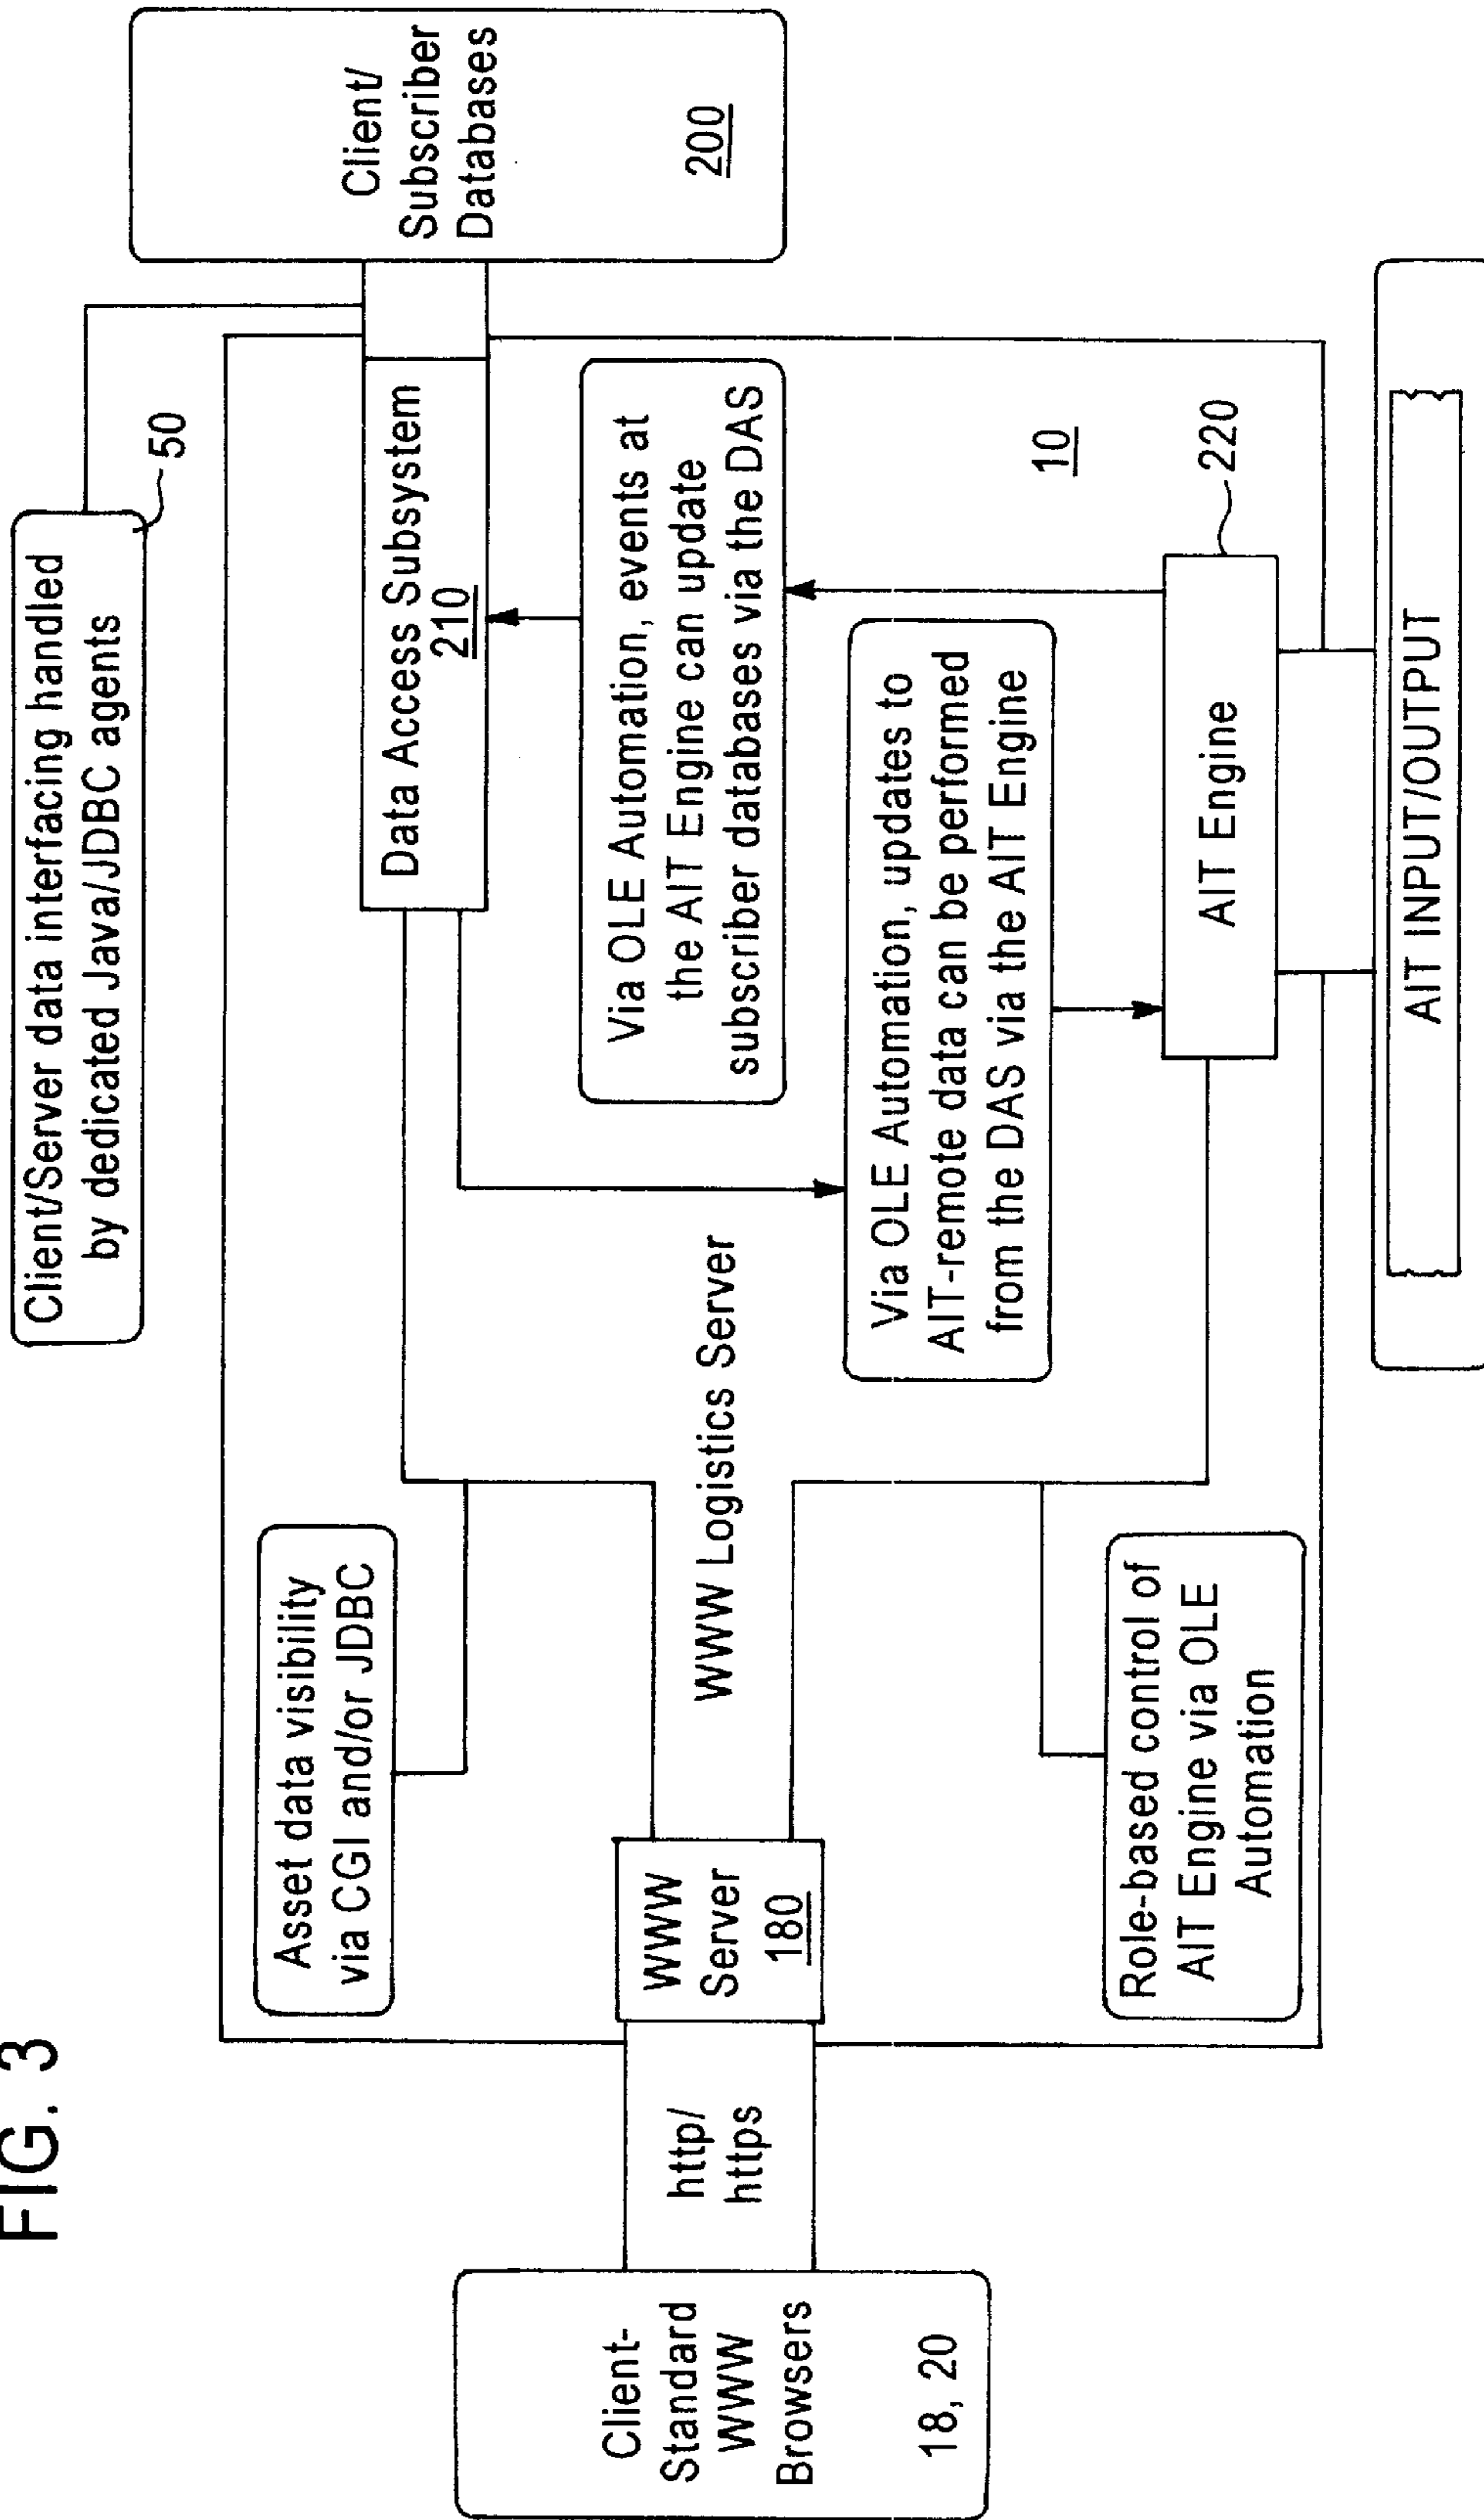 FIG. 3
Client/Server data interfacing handled
by dedicated Java/JDBC agents
50
Client/
Subscriber
Databases
200
Asset data visibility
via CGI and/or JDBC
Data Access Subsystem
210
Via OLE Automation, events at
the AIT Engine can update
subscriber databases via the DAS
Client-
Standard
WWW
Browsers
18, 20
http/
https
WWW
Server
180
WWW Logistics Server
Via OLE Automation, updates to
AIT-remote data can be performed
from the DAS via the AIT Engine
10
Role-based control of
AIT Engine via OLE
Automation
AIT Engine
220
AIT INPUT/OUTPUT